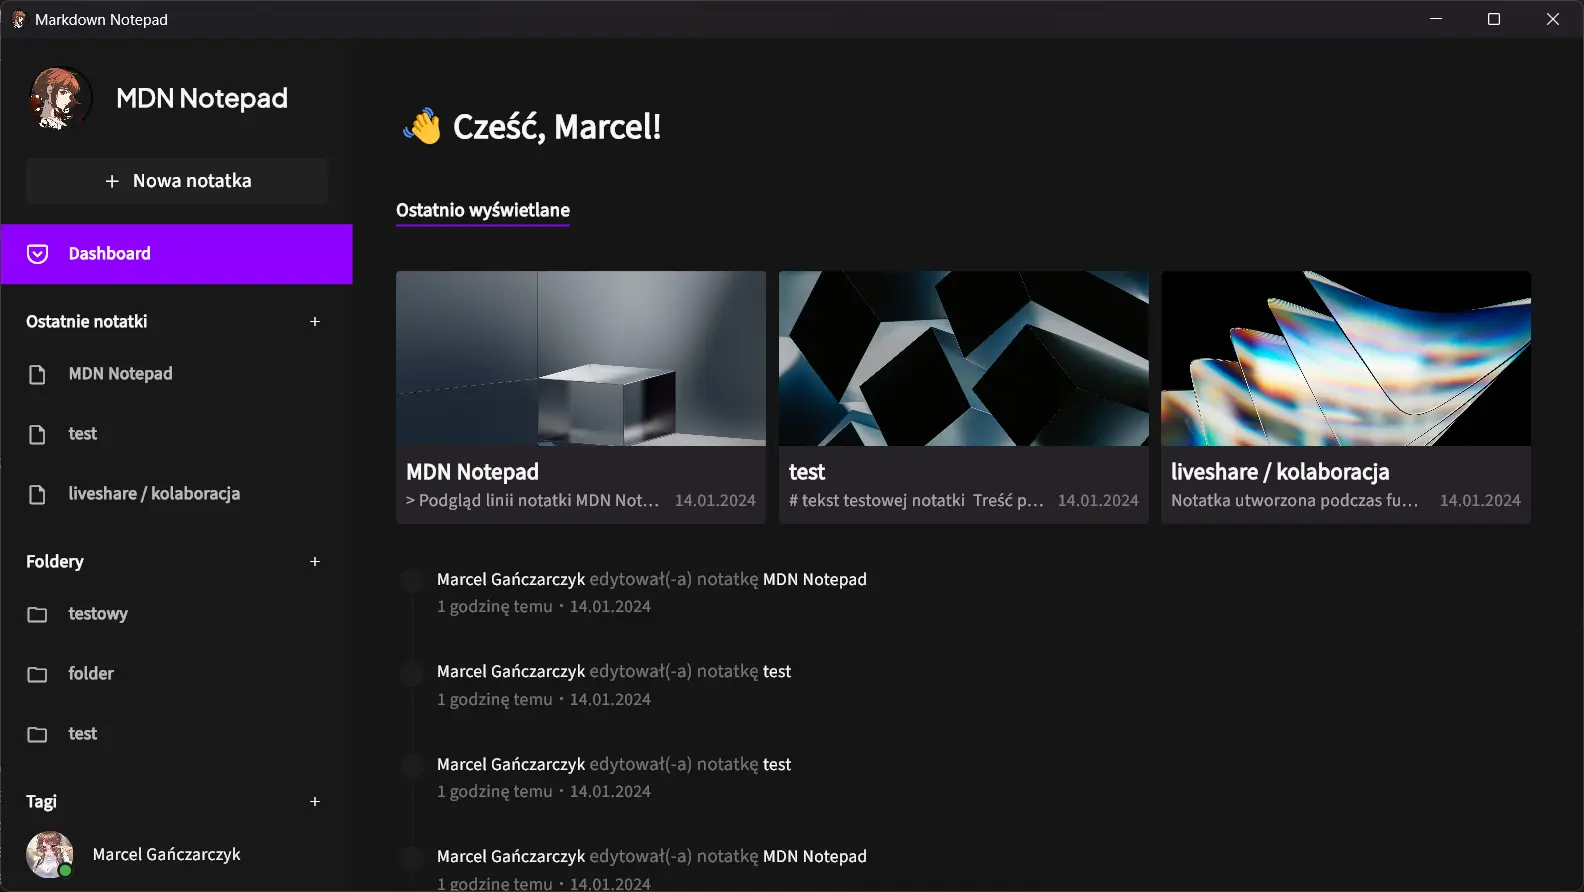 Markdown Notepad
MDN Notepad
+ Nowa notatka
Dashboard
Ostatnie notatki +
MDN Notepad
test
liveshare / kolaboracja
Foldery +
testowy
folder
test
Tagi +
Marcel Gańczarczyk
👋 Cześć, Marcel!
Ostatnio wyświetlane
MDN Notepad
> Podgląd linii notatki MDN Not... 14.01.2024
test
# tekst testowej notatki Treść p... 14.01.2024
liveshare / kolaboracja
Notatka utworzona podczas fu... 14.01.2024
Marcel Gańczarczyk edytował(-a) notatkę MDN Notepad
1 godzinę temu • 14.01.2024
Marcel Gańczarczyk edytował(-a) notatkę test
1 godzinę temu • 14.01.2024
Marcel Gańczarczyk edytował(-a) notatkę test
1 godzinę temu • 14.01.2024
Marcel Gańczarczyk edytował(-a) notatkę MDN Notepad
1 godzinę temu • 14.01.2024